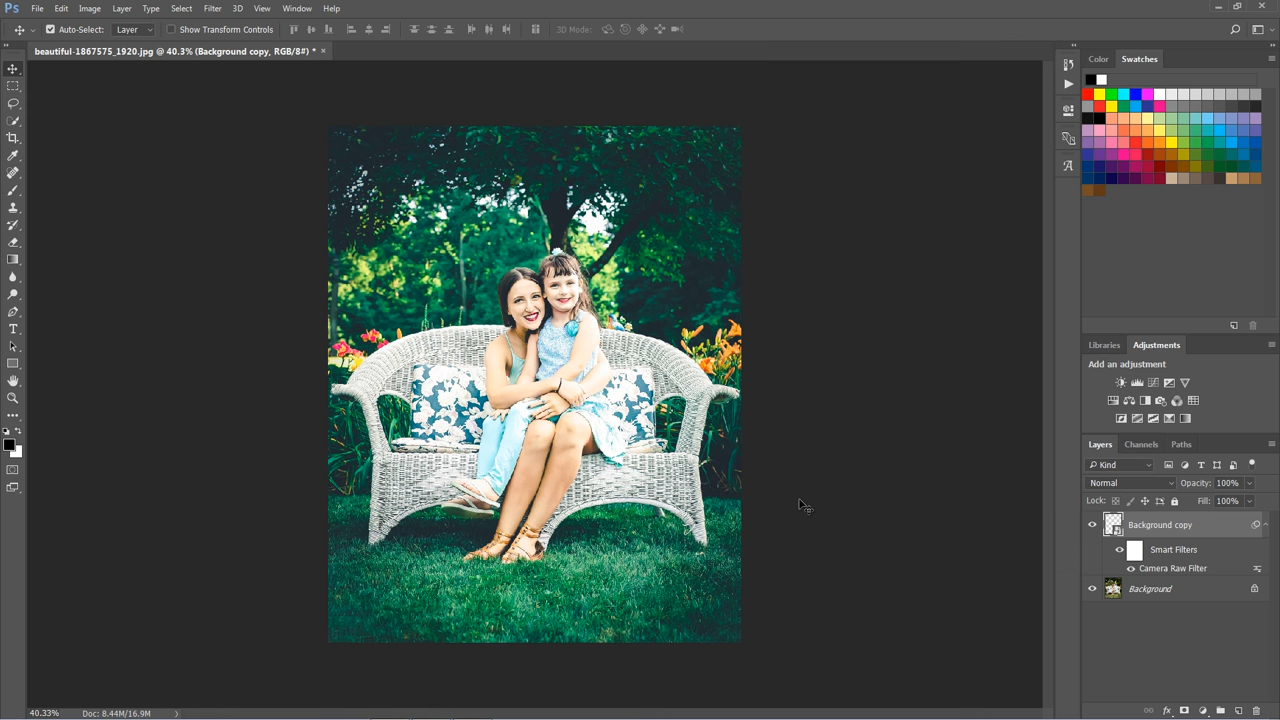 Ps File Edit Image Layer Type Select Filter 3D View Window Help
Auto-Select: Layer Show Transform Controls 3D Mode:
beautiful-1867575_1920.jpg @ 40.3% (Background copy, RGB/8#) * ×
Color Swatches
Libraries Adjustments
Add an adjustment
Layers Channels Paths
Kind
Normal Opacity: 100%
Lock: Fill: 100%
Background copy
Smart Filters
Camera Raw Filter
Background
40.33% Doc: 8.44M/16.9M